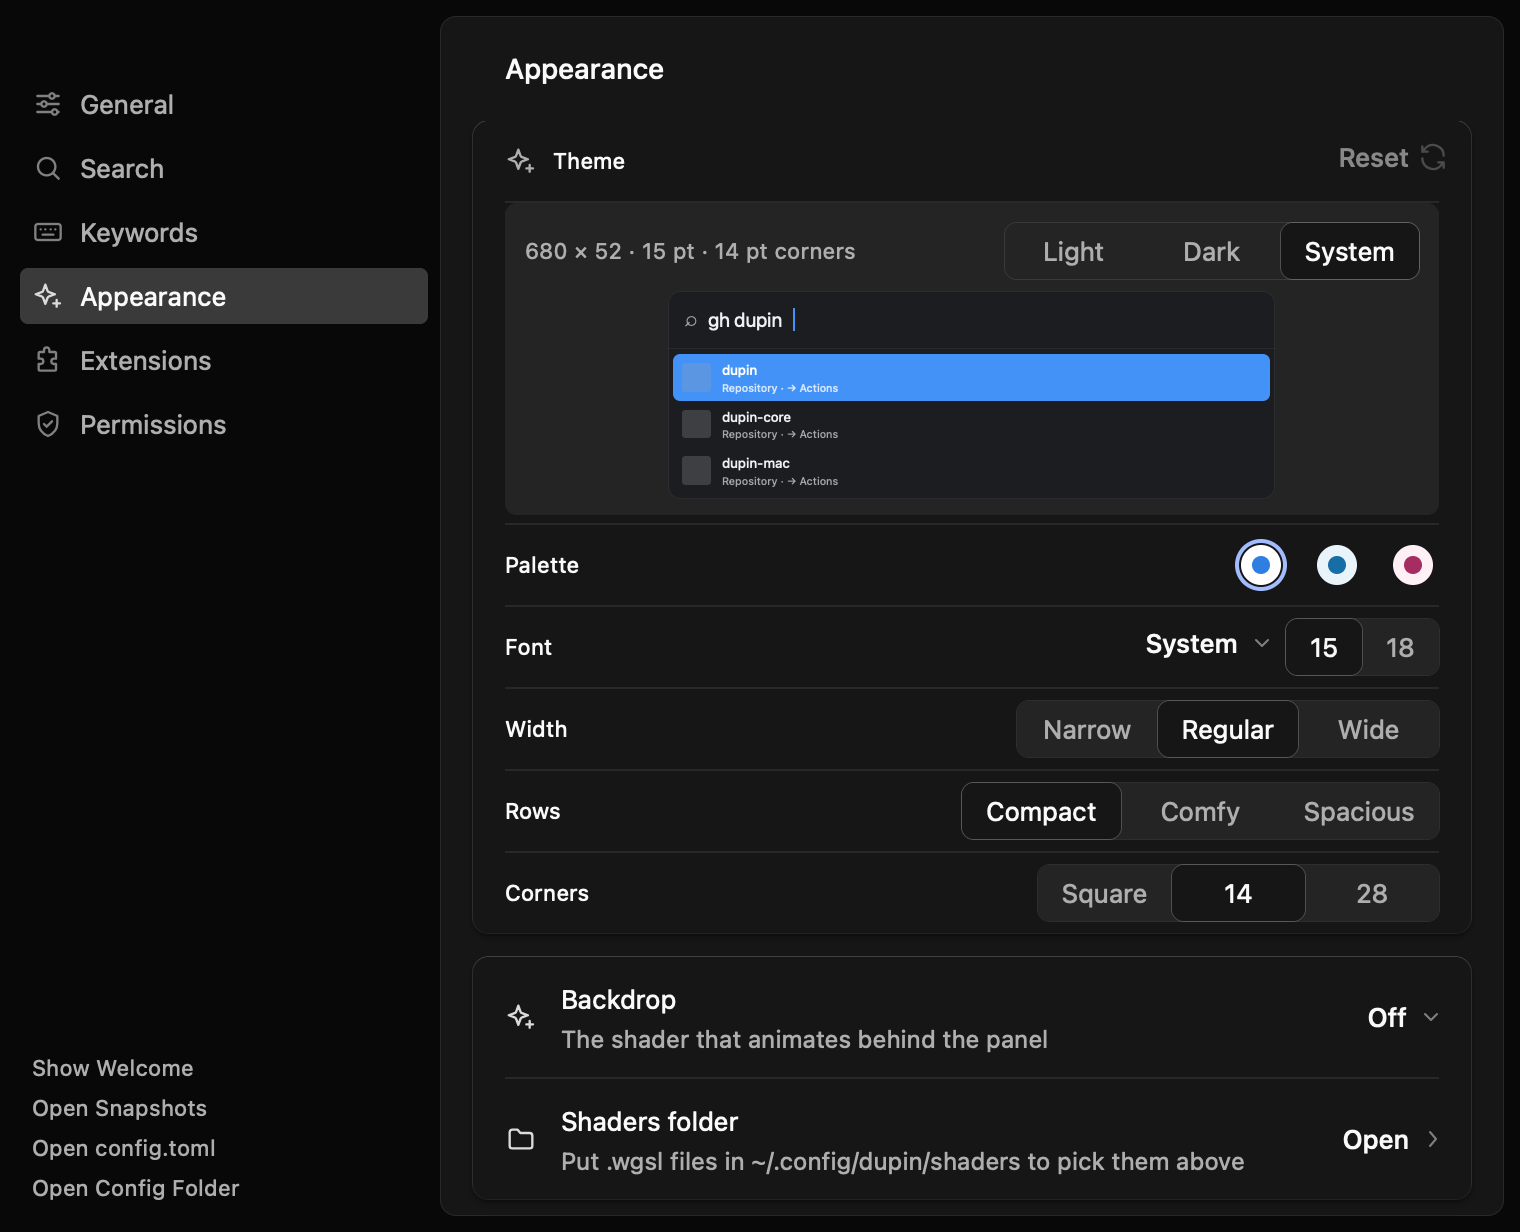 General
Search
Keywords
Appearance
Extensions
Permissions
Show Welcome
Open Snapshots
Open config.toml
Open Config Folder
Appearance
Theme
Reset
680 × 52 · 15 pt · 14 pt corners
Light Dark System
gh dupin
dupin
Repository · → Actions
dupin-core
Repository · → Actions
dupin-mac
Repository · → Actions
Palette
Font System 15 18
Width Narrow Regular Wide
Rows Compact Comfy Spacious
Corners Square 14 28
Backdrop
The shader that animates behind the panel
Off
Shaders folder
Put .wgsl files in ~/.config/dupin/shaders to pick them above
Open